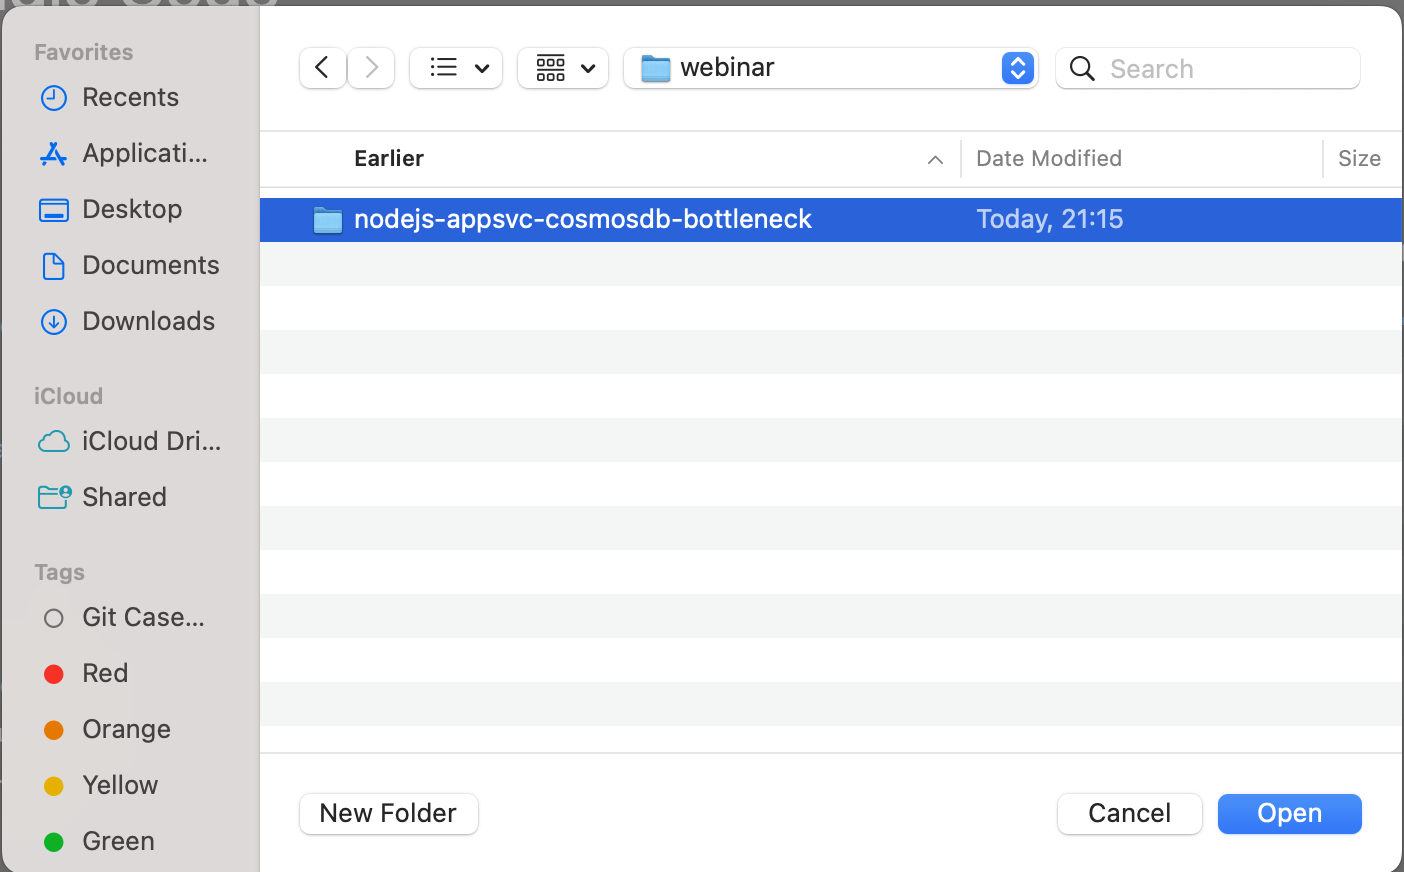 Favorites
Recents
Applicati...
Desktop
Documents
Downloads
iCloud
iCloud Dri...
Shared
Tags
Git Case...
Red
Orange
Yellow
Green
webinar
Search
Earlier Date Modified Size
nodejs-appsvc-cosmosdb-bottleneck Today, 21:15
New Folder Cancel Open